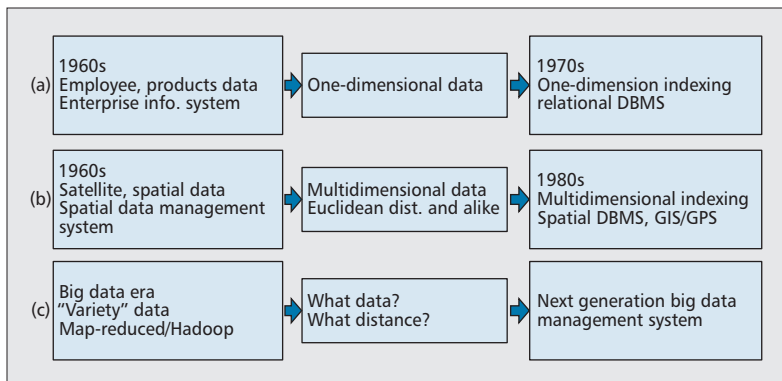 (a)
1960s
Employee, products data
Enterprise info. system
One-dimensional data
1970s
One-dimension indexing
relational DBMS
(b)
1960s
Satellite, spatial data
Spatial data management
system
Multidimensional data
Euclidean dist. and alike
1980s
Multidimensional indexing
Spatial DBMS, GIS/GPS
(c)
Big data era
“Variety” data
Map-reduced/Hadoop
What data?
What distance?
Next generation big data
management system